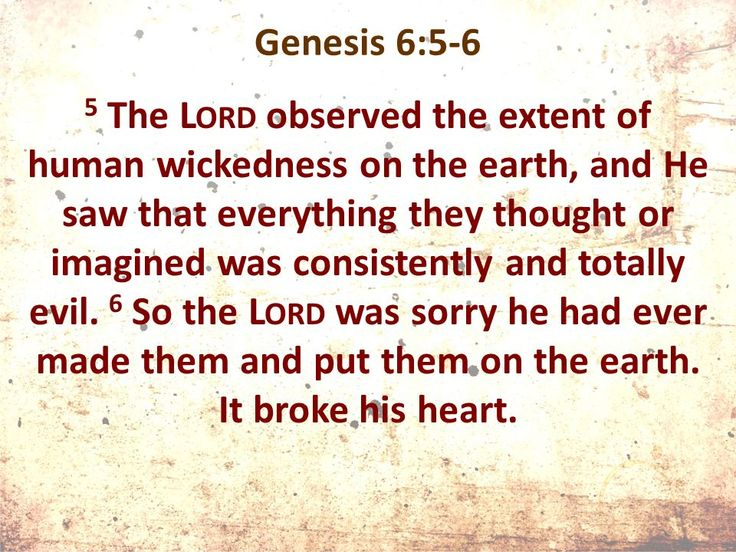 Genesis 6:5-6
5 The LORD observed the extent of
human wickedness on the earth, and He
saw that everything they thought or
imagined was consistently and totally
evil. 6 So the LORD was sorry he had ever
made them and put them on the earth.
It broke his heart.